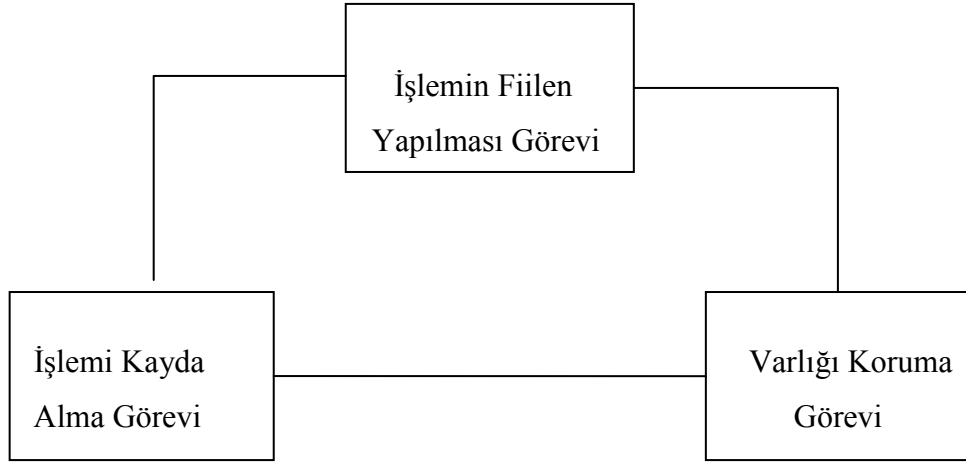 İşlemin Fiilen
Yapılması Görevi
İşlemi Kayda
Alma Görevi
Varlığı Koruma
Görevi